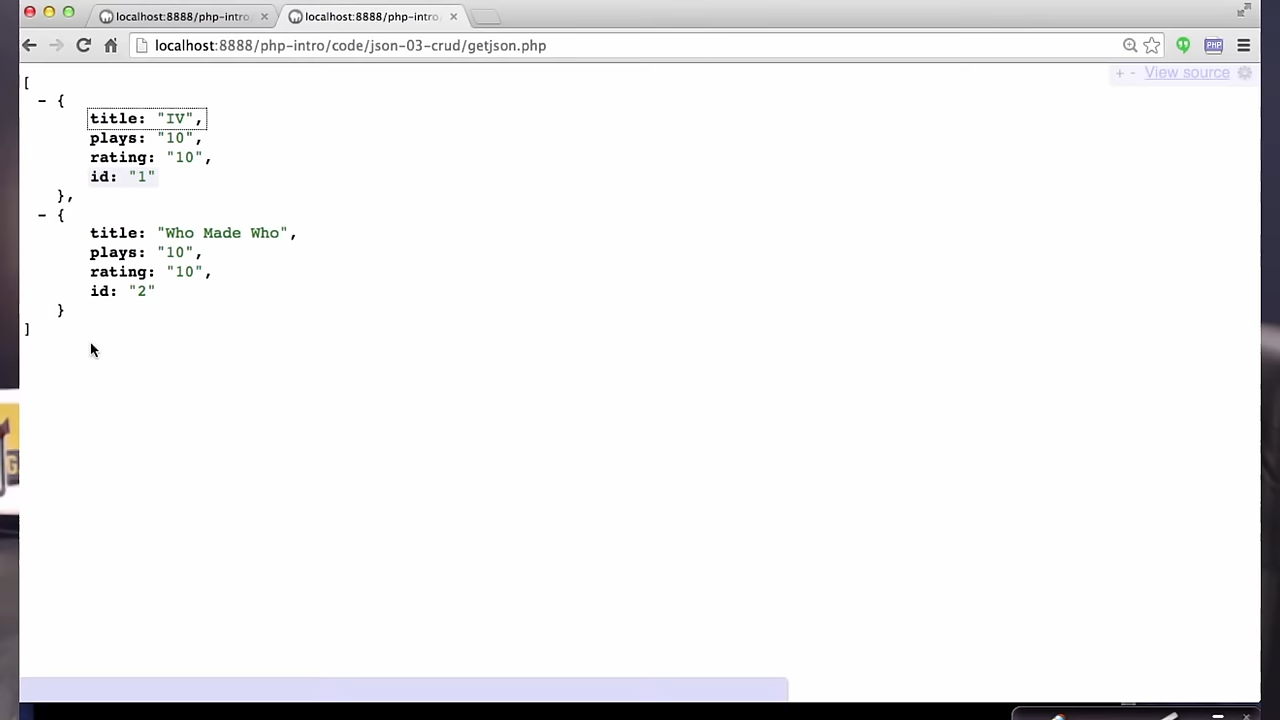 localhost:8888/php-intro/
localhost:8888/php-intro/
localhost:8888/php-intro/code/json-03-crud/getjson.php
PHP
+ - View source
[
- {
title: "IV",
plays: "10",
rating: "10",
id: "1"
},
- {
title: "Who Made Who",
plays: "10",
rating: "10",
id: "2"
}
]